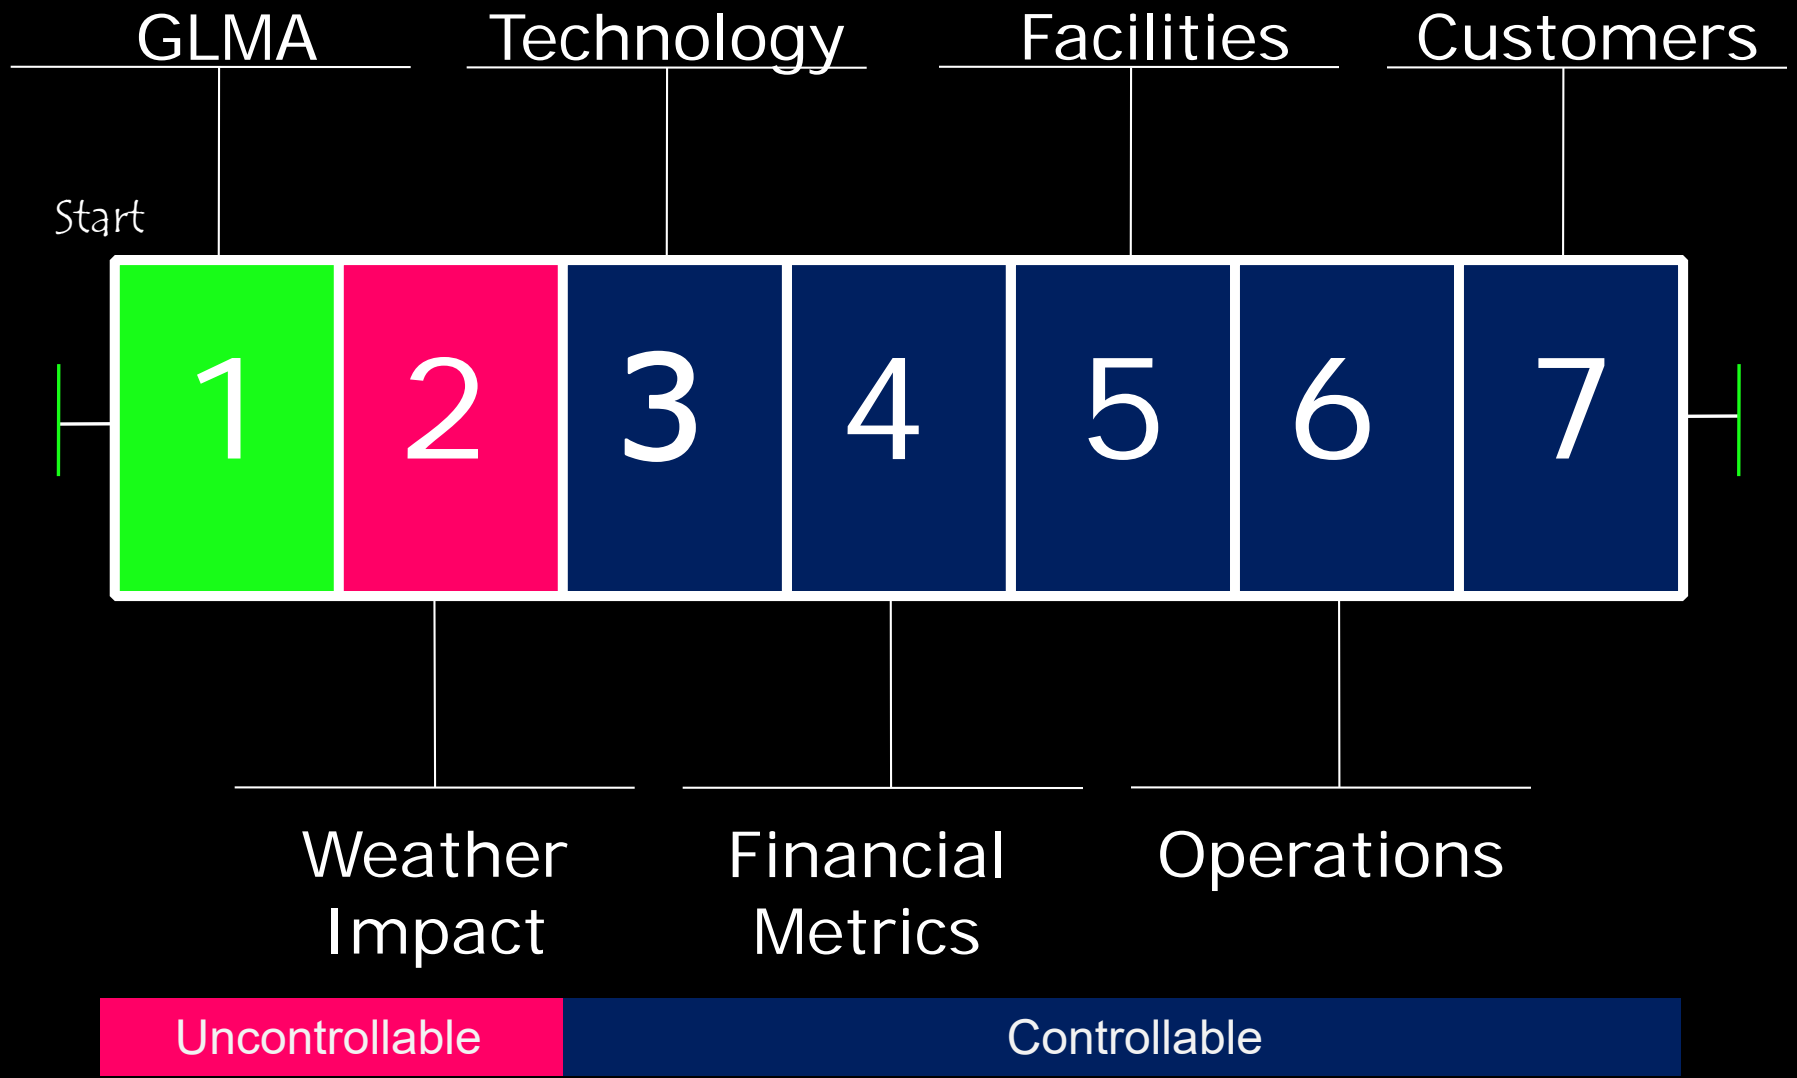 GLMA
Technology
Facilities
Customers
Start
1
2
3
4
5
6
7
Weather
Impact
Financial
Metrics
Operations
Uncontrollable
Controllable